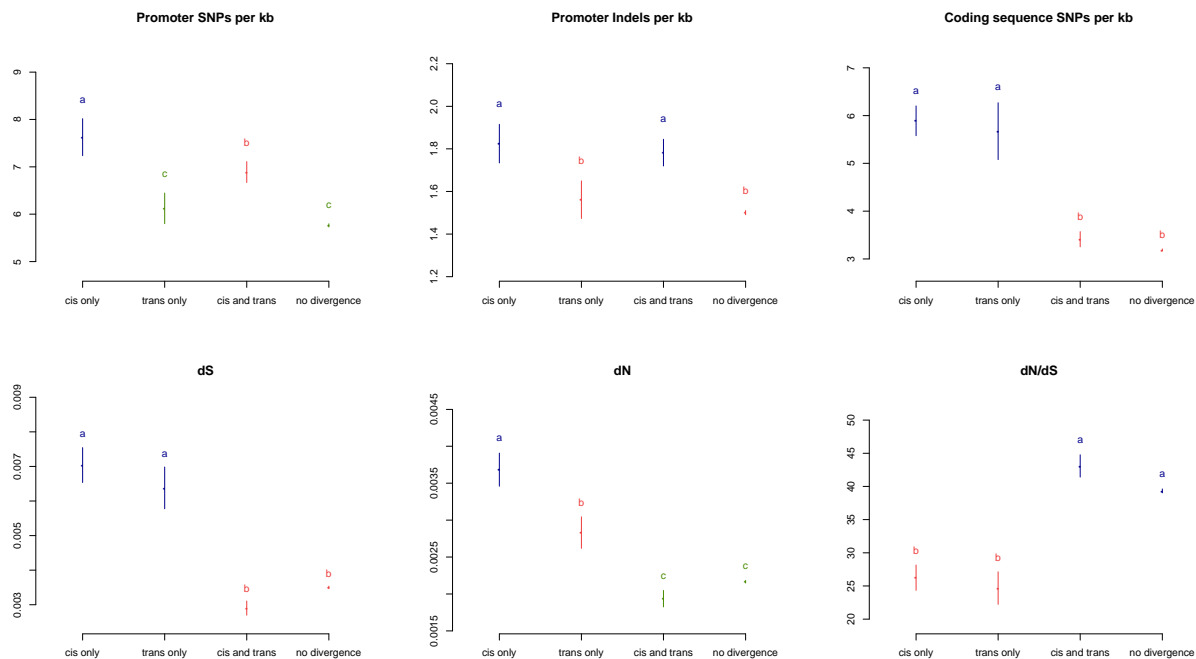 Promoter SNPs per kb
9
8
7
6
5
a
c
b
c
cis only
trans only
cis and trans
no divergence
Promoter Indels per kb
2.2
2.0
1.8
1.6
1.4
1.2
a
b
a
b
cis only
trans only
cis and trans
no divergence
Coding sequence SNPs per kb
7
6
5
4
3
a
a
b
b
cis only
trans only
cis and trans
no divergence
dS
0.009
0.007
0.005
0.003
a
a
b
b
cis only
trans only
cis and trans
no divergence
dN
0.0045
0.0035
0.0025
0.0015
a
b
c
c
cis only
trans only
cis and trans
no divergence
dN/dS
50
45
40
35
30
25
20
b
b
a
a
cis only
trans only
cis and trans
no divergence